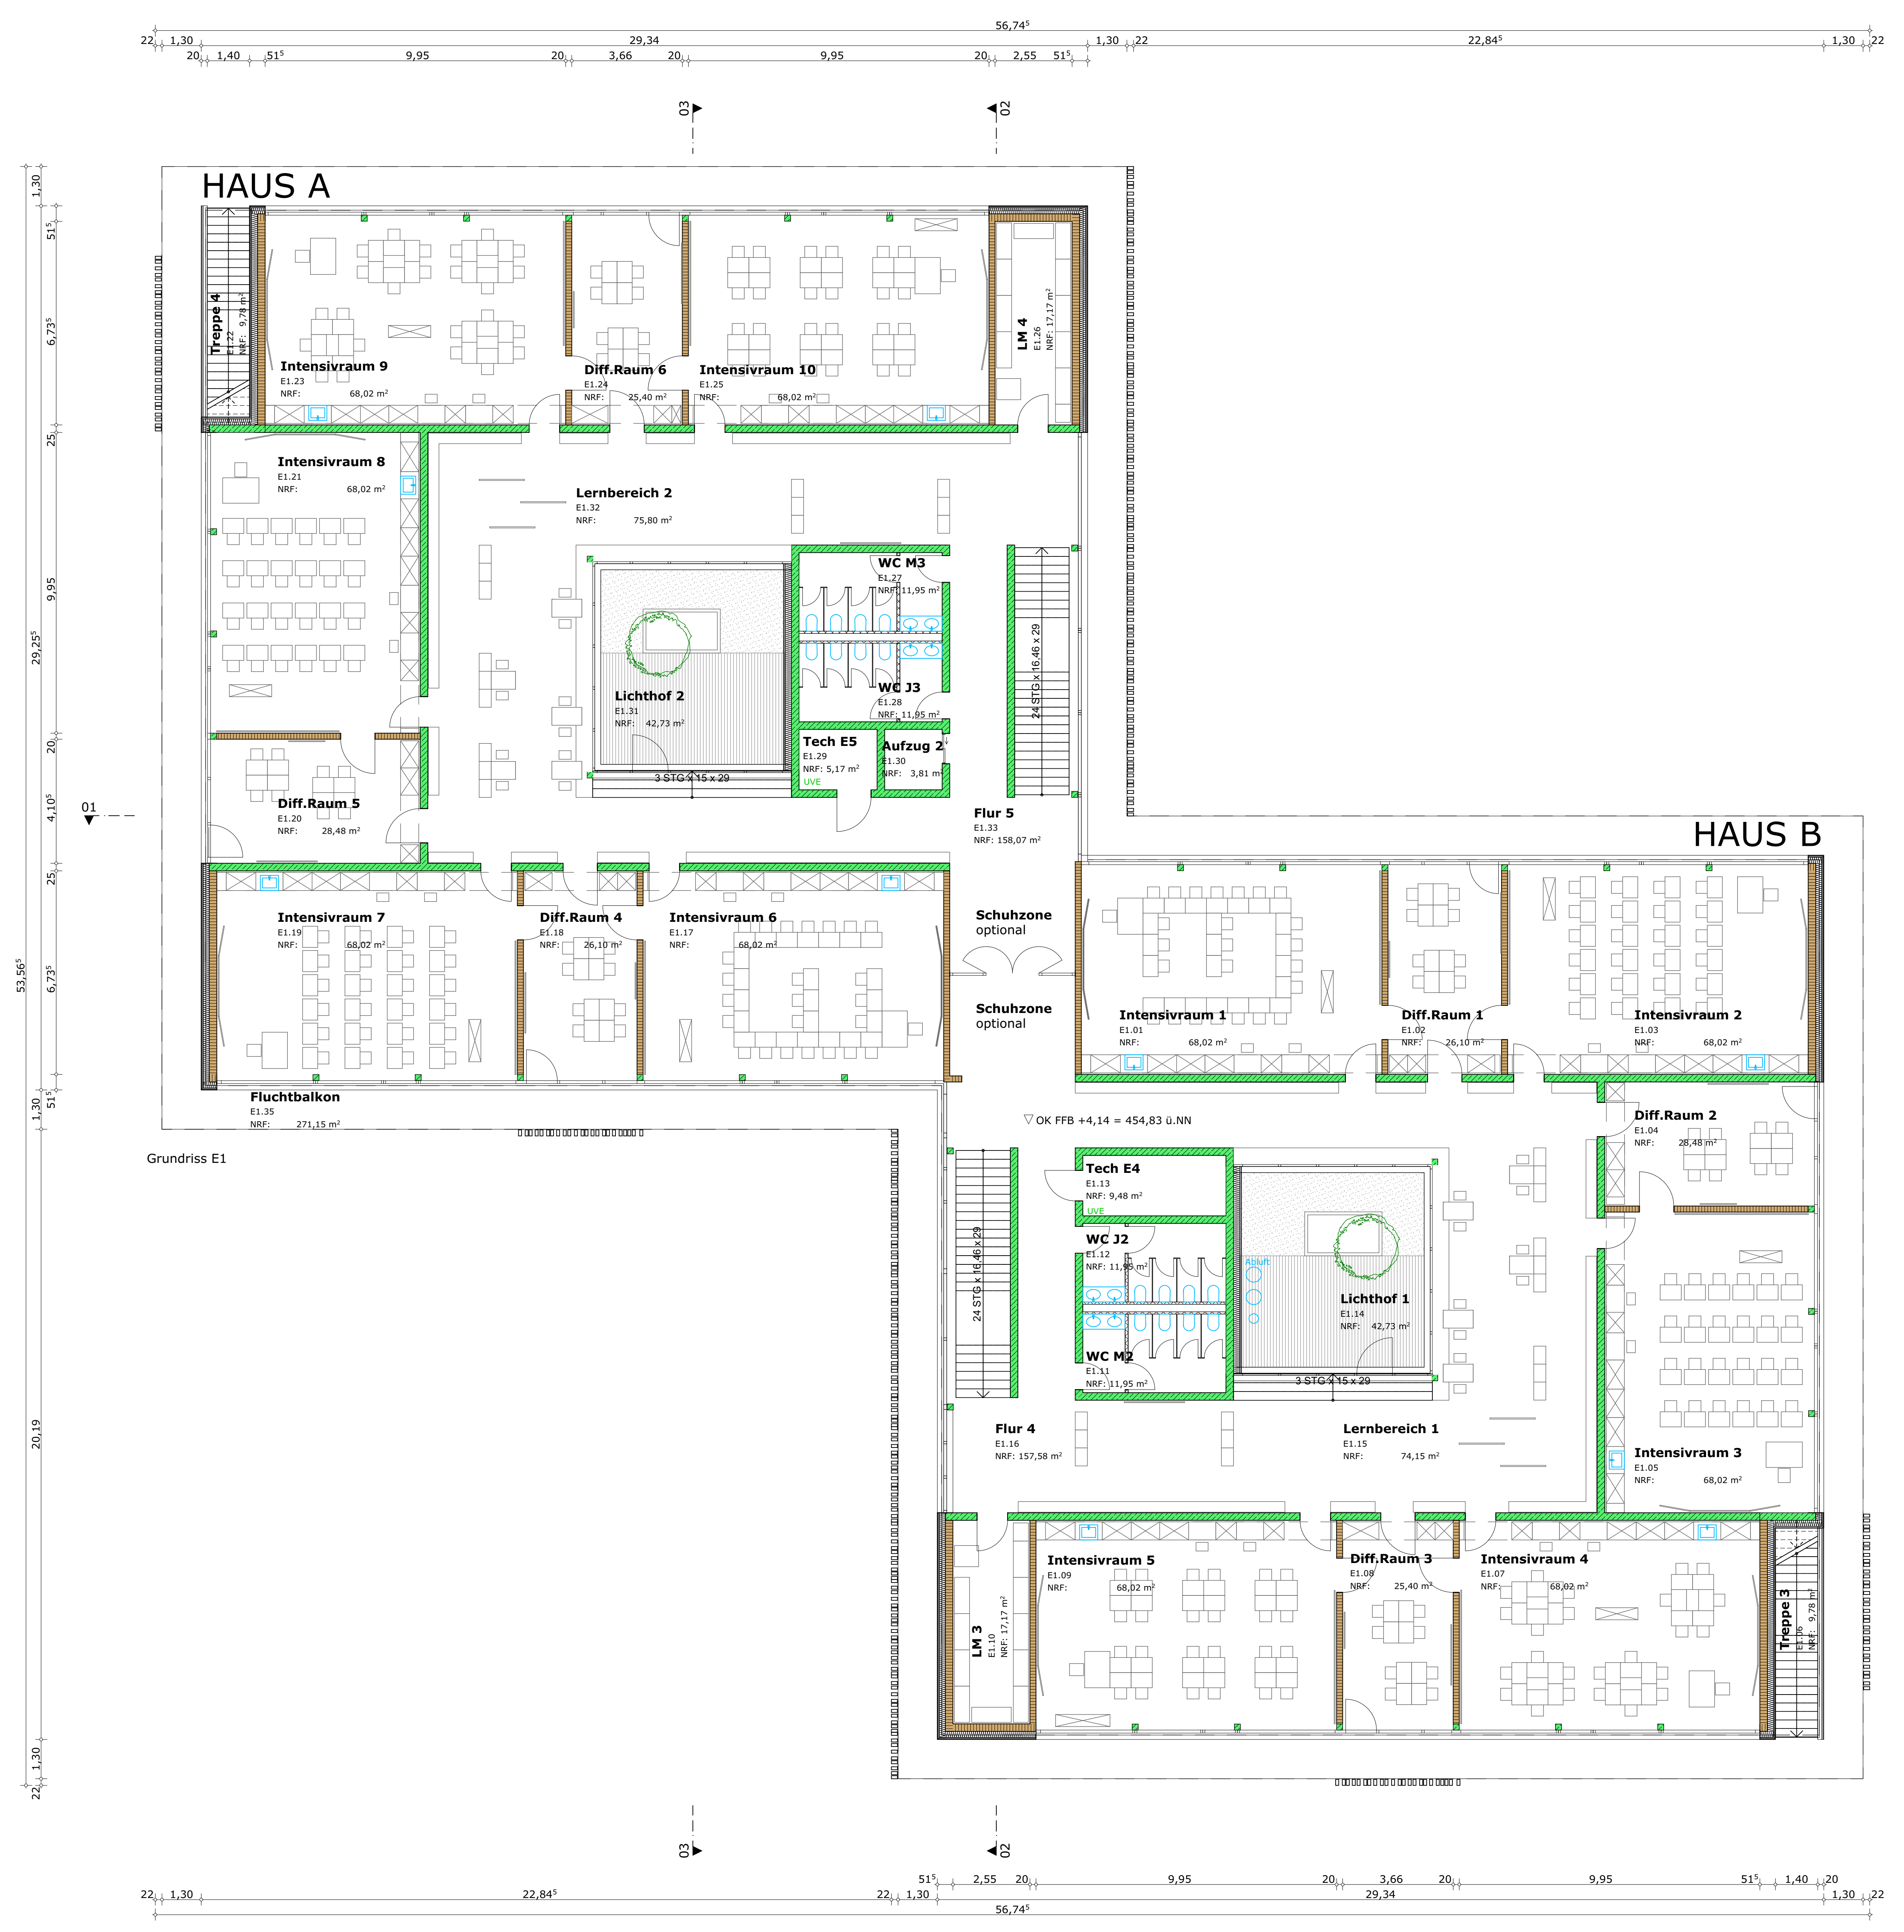 56,74⁵
22 1,30 29,34 1,30 22 22,84⁵ 1,30 22
20 1,40 51⁵ 9,95 20 3,66 20 9,95 20 2,55 51⁵
03
02
HAUS A
Treppe 4
E1.22
NRF: 9,78 m²
Intensivraum 9
E1.23
NRF: 68,02 m²
Diff.Raum 6
E1.24
NRF: 25,40 m²
Intensivraum 10
E1.25
NRF: 68,02 m²
LM 4
E1.26
NRF: 17,17 m²
Intensivraum 8
E1.21
NRF: 68,02 m²
Lernbereich 2
E1.32
NRF: 75,80 m²
WC M3
E1.27
NRF: 11,95 m²
Lichthof 2
E1.31
NRF: 42,73 m²
WC J3
E1.28
NRF: 11,95 m²
24 STG x 16,46 x 29
Tech E5
E1.29
NRF: 5,17 m²
UVE
Aufzug 2
E1.30
NRF: 3,81 m²
3 STG x 15 x 29
Diff.Raum 5
E1.20
NRF: 28,48 m²
Flur 5
E1.33
NRF: 158,07 m²
01
HAUS B
Intensivraum 7
E1.19
NRF: 68,02 m²
Diff.Raum 4
E1.18
NRF: 26,10 m²
Intensivraum 6
E1.17
NRF: 68,02 m²
Schuhzone
optional
Schuhzone
optional
Intensivraum 1
E1.01
NRF: 68,02 m²
Diff.Raum 1
E1.02
NRF: 26,10 m²
Intensivraum 2
E1.03
NRF: 68,02 m²
Fluchtbalkon
E1.35
NRF: 271,15 m²
Grundriss E1
OK FFB +4,14 = 454,83 ü.NN
Diff.Raum 2
E1.04
NRF: 28,48 m²
Tech E4
E1.13
NRF: 9,48 m²
UVE
WC J2
E1.12
NRF: 11,95 m²
Abluft
24 STG x 16,46 x 29
Lichthof 1
E1.14
NRF: 42,73 m²
WC M2
E1.11
NRF: 11,95 m²
3 STG x 15 x 29
Flur 4
E1.16
NRF: 157,58 m²
Lernbereich 1
E1.15
NRF: 74,15 m²
Intensivraum 3
E1.05
NRF: 68,02 m²
LM 3
E1.10
NRF: 17,17 m²
Intensivraum 5
E1.09
NRF: 68,02 m²
Diff.Raum 3
E1.08
NRF: 25,40 m²
Intensivraum 4
E1.07
NRF: 68,02 m²
Treppe 3
E1.06
NRF: 9,78 m²
53,56⁵
1,30 29,25⁵ 1,30 20,19 1,30 22
51⁵ 6,73⁵ 25 9,95 20 4,10⁵ 25 6,73⁵ 51⁵
03
02
51⁵ 2,55 20 9,95 20 3,66 20 9,95 51⁵ 1,40 20
22 1,30 22,84⁵ 22 1,30 29,34 1,30 22
56,74⁵